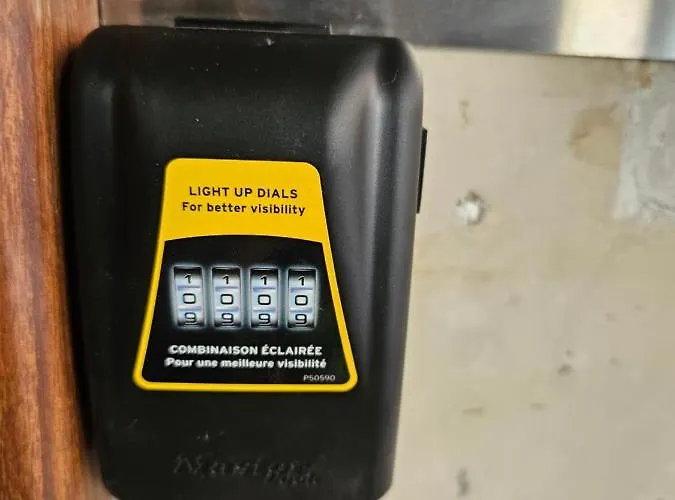 LIGHT UP DIALS
For better visibility
1 1 1 1
0 0 0 0
9 9 9 9
COMBINAISON ÉCLAIRÉE
Pour une meilleure visibilité
P50590
Master